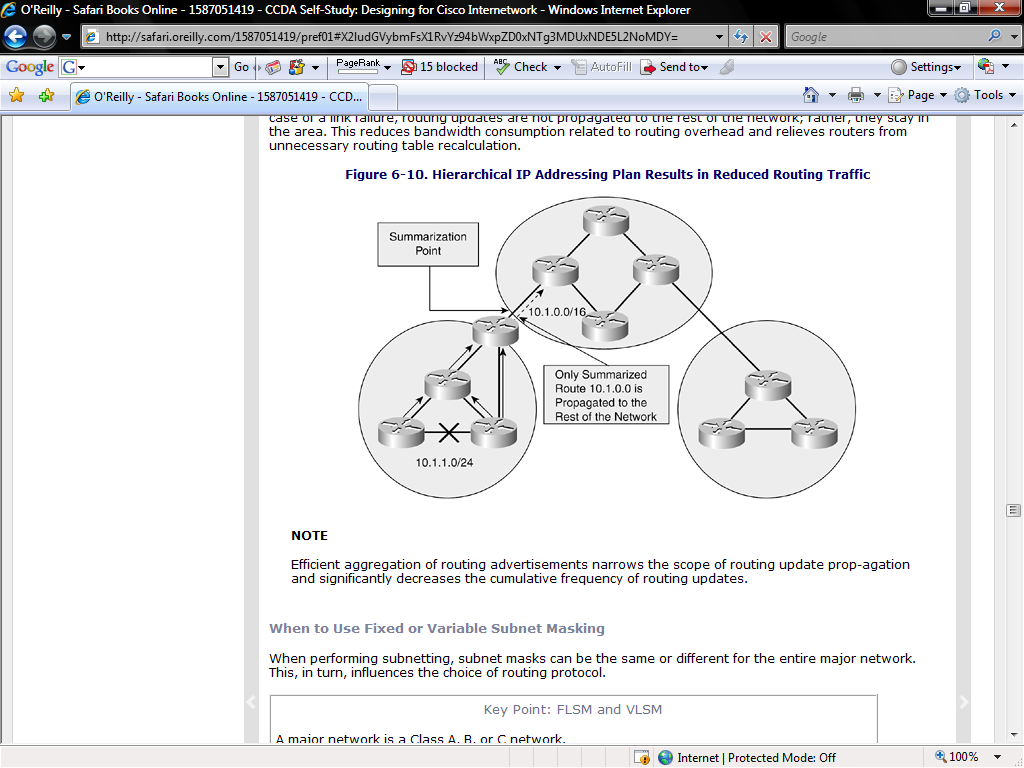 O'Reilly - Safari Books Online - 1587051419 - CCDA Self-Study: Designing for Cisco Internetwork - Windows Internet Explorer
http://safari.oreilly.com/1587051419/pref01#X2ludGVybmFsX1RvYz94bWxpZD0xNTg3MDUxNDE5L2NoMDY=
Google
Google G Go PageRank 15 blocked ABC Check AutoFill Send to Settings
O'Reilly - Safari Books Online - 1587051419 - CCD... Page Tools
case of a link failure, routing updates are not propagated to the rest of the network; rather, they stay in
the area. This reduces bandwidth consumption related to routing overhead and relieves routers from
unnecessary routing table recalculation.
Figure 6-10. Hierarchical IP Addressing Plan Results in Reduced Routing Traffic
Summarization
Point
10.1.0.0/16
Only Summarized
Route 10.1.0.0 is
Propagated to the
Rest of the Network
10.1.1.0/24
NOTE
Efficient aggregation of routing advertisements narrows the scope of routing update prop-agation
and significantly decreases the cumulative frequency of routing updates.
When to Use Fixed or Variable Subnet Masking
When performing subnetting, subnet masks can be the same or different for the entire major network.
This, in turn, influences the choice of routing protocol.
Key Point: FLSM and VLSM
A major network is a Class A, B, or C network.
Internet | Protected Mode: Off
100%